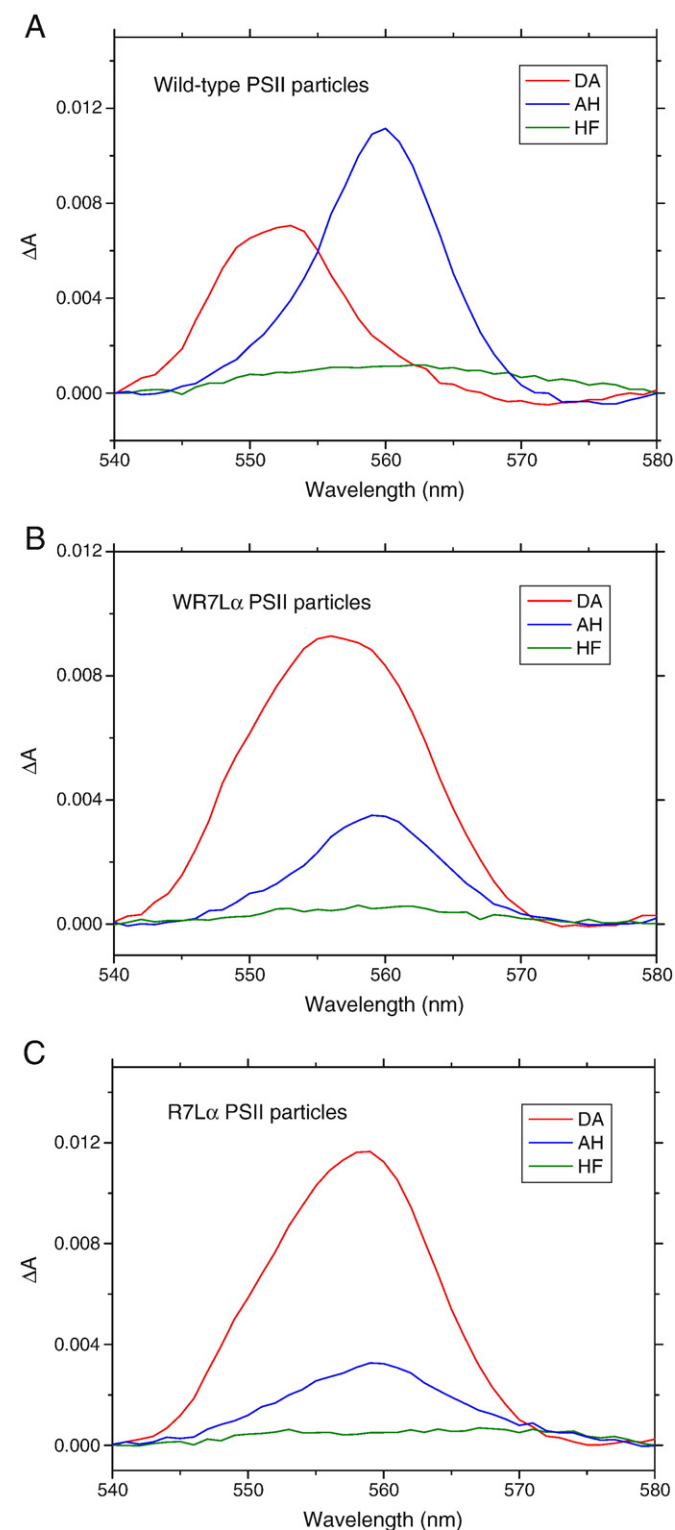 A
Wild-type PSII particles
DA
AH
HF
0.012
0.008
0.004
0.000
ΔA
540 550 560 570 580
Wavelength (nm)
B
WR7Lα PSII particles
DA
AH
HF
0.012
0.008
0.004
0.000
ΔA
540 550 560 570 580
Wavelength (nm)
C
R7Lα PSII particles
DA
AH
HF
0.012
0.008
0.004
0.000
ΔA
540 550 560 570 580
Wavelength (nm)